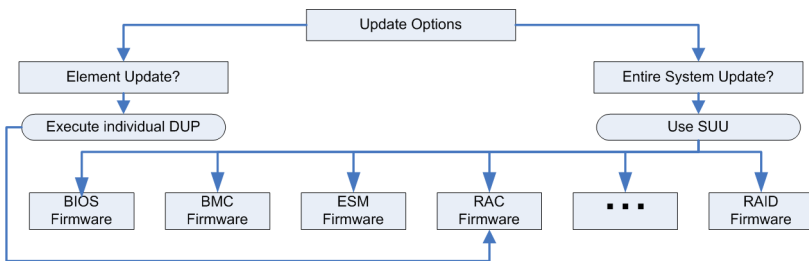 Update Options
Element Update?
Entire System Update?
Execute individual DUP
Use SUU
BIOS
Firmware
BMC
Firmware
ESM
Firmware
RAC
Firmware
...
RAID
Firmware